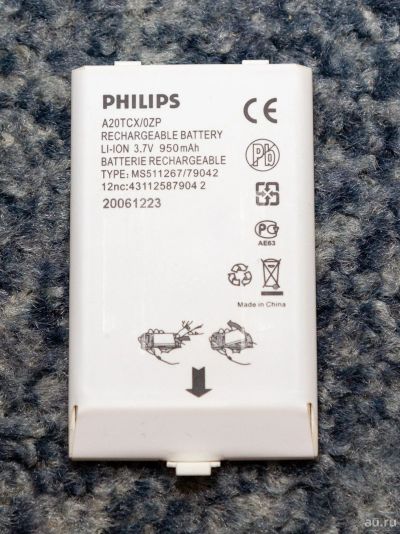 PHILIPS
A20TCX/0ZP
RECHARGEABLE BATTERY
LI-ION 3.7V 950mAh
BATTERIE RECHARGEABLE
TYPE: MS511267/79042
12nc:43112587904 2
20061223
CE
Pb
PC
AE63
Made in China
au.ru